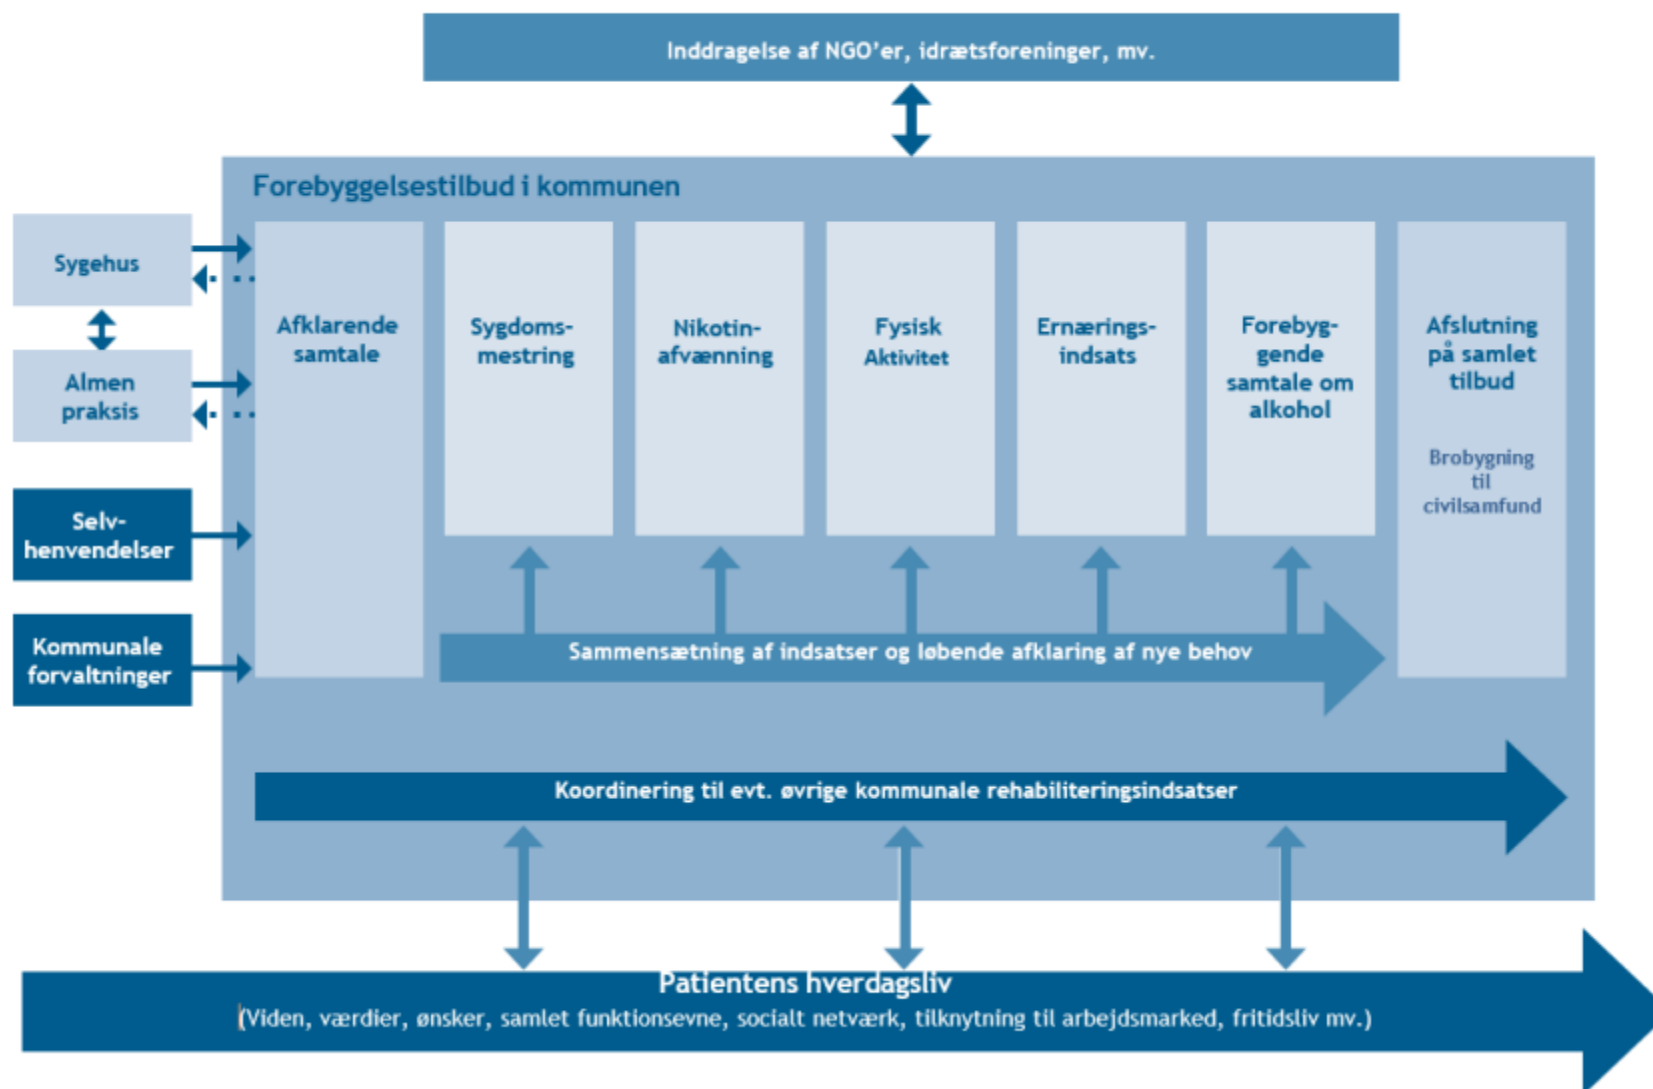 Inddragelse af NGO'er, idrætsforeninger, mv.
Forebyggelsestilbud i kommunen
Sygehus
Almen
praksis
Selv-
henvendelser
Kommunale
forvaltninger
Afklarende
samtale
Sygdoms-
mestring
Nikotin-
afvænning
Fysisk
Aktivitet
Ernærings-
indsats
Forebyg-
gende
samtale om
alkohol
Afslutning
på samlet
tilbud
Brobygning
til
civilsamfund
Sammensætning af indsatser og løbende afklaring af nye behov
Koordinering til evt. øvrige kommunale rehabiliteringsindsatser
Patientens hverdagsliv
(Viden, værdier, ønsker, samlet funktionsevne, socialt netværk, tilknytning til arbejdsmarked, fritidsliv mv.)